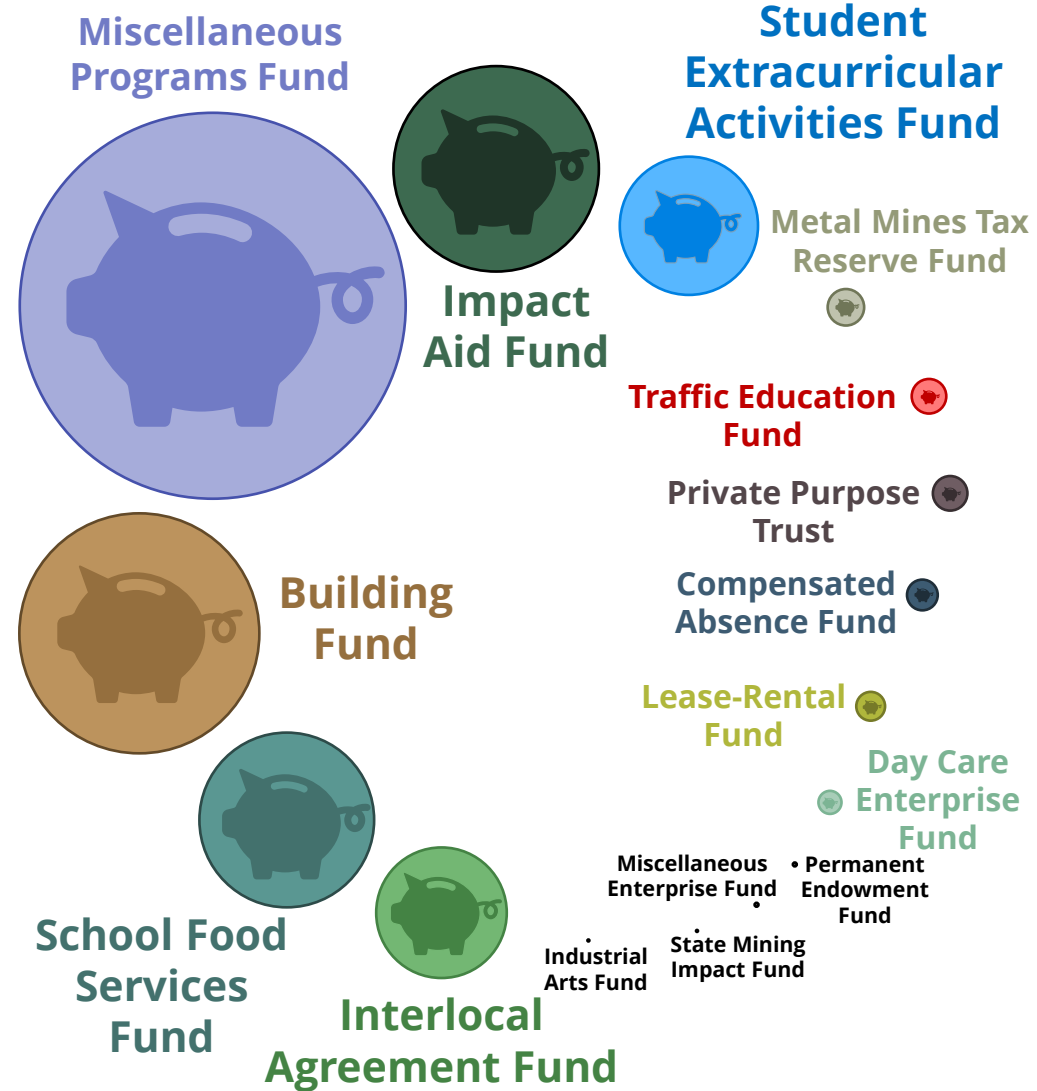 Miscellaneous
Programs Fund
Student
Extracurricular
Activities Fund
Impact
Aid Fund
Metal Mines Tax
Reserve Fund
Traffic Education
Fund
Private Purpose
Trust
Building
Fund
Compensated
Absence Fund
Lease-Rental
Fund
Day Care
Enterprise
Fund
Miscellaneous
Enterprise Fund
Permanent
Endowment
Fund
School Food
Services
Fund
Industrial
Arts Fund
State Mining
Impact Fund
Interlocal
Agreement Fund